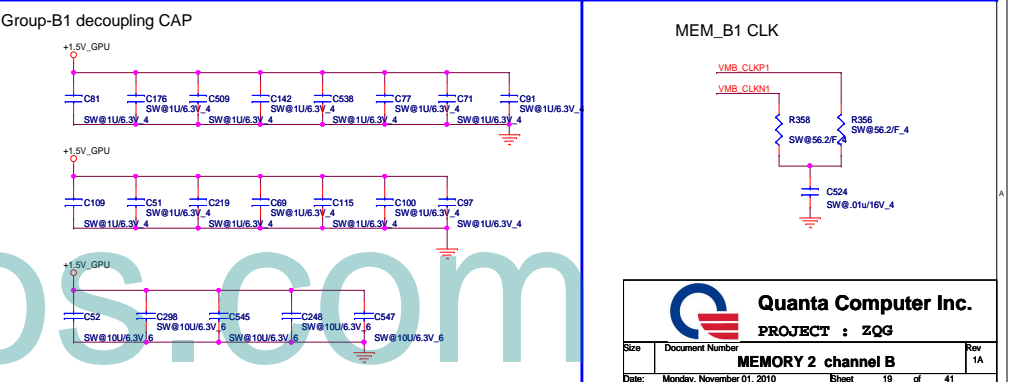 Group-B1 decoupling CAP
+1.5V_GPU
C81 C176 C509 C142 C538 C77 C71 C91
SW@1U/6.3V_4 SW@1U/6.3V_4 SW@1U/6.3V_4 SW@1U/6.3V_4
SW@1U/6.3V_4 SW@1U/6.3V_4 SW@1U/6.3V_4 SW@1U/6.3V_4
+1.5V_GPU
C109 C51 C219 C69 C115 C100 C97
SW@1U/6.3V_4 SW@1U/6.3V_4 SW@1U/6.3V_4
SW@1U/6.3V_4 SW@1U/6.3V_4 SW@1U/6.3V_4 SW@1U/6.3V_4
+1.5V_GPU
C52 C298 C545 C248 C547
SW@10U/6.3V_6 SW@10U/6.3V_6
SW@10U/6.3V_6 SW@10U/6.3V_6 SW@10U/6.3V_6
os.com
MEM_B1 CLK
VMB_CLKP1
VMB_CLKN1
R358
SW@56.2/F_4
R356
SW@56.2/F_4
C524
SW@.01u/16V_4
A
Quanta Computer Inc.
PROJECT : ZQG
Size Document Number Rev
MEMORY 2 channel B 1A
Date: Monday, November 01, 2010 Sheet 19 of 41